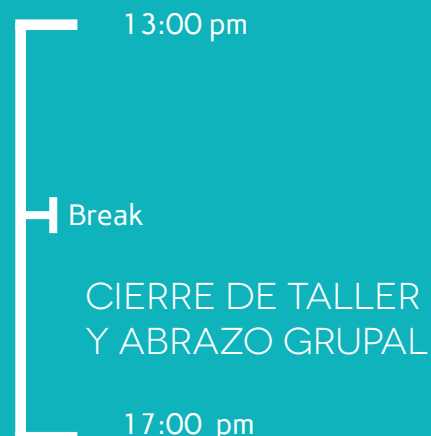 13:00 pm
Break
CIERRE DE TALLER
Y ABRAZO GRUPAL
17:00 pm